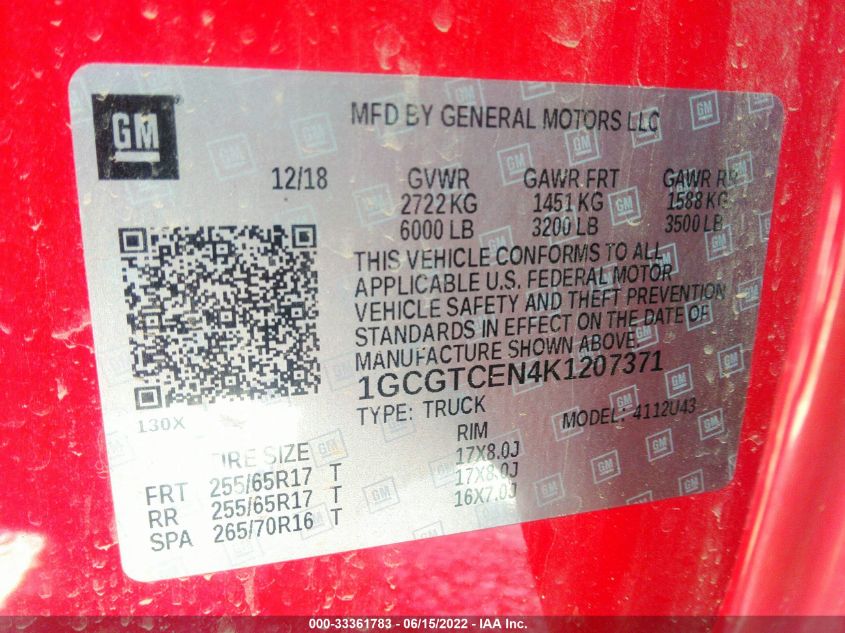 GM
MFD BY GENERAL MOTORS LLC
12/18 GVWR GAWR FRT GAWR RR
2722 KG 1451 KG 1588 KG
6000 LB 3200 LB 3500 LB
THIS VEHICLE CONFORMS TO ALL
APPLICABLE U.S. FEDERAL MOTOR
VEHICLE SAFETY AND THEFT PREVENTION
STANDARDS IN EFFECT ON THE DATE OF
MANUFACTURE SHOWN ABOVE
1GCGTCEN4K1207371
130X TYPE: TRUCK MODEL: 4112U43
SIZE RIM
FRT 255/65R17 T 17X8.0J
RR 255/65R17 T 17X8.0J
SPA 265/70R16 T 16X7.0J
000-33361783 - 06/15/2022 - IAA Inc.